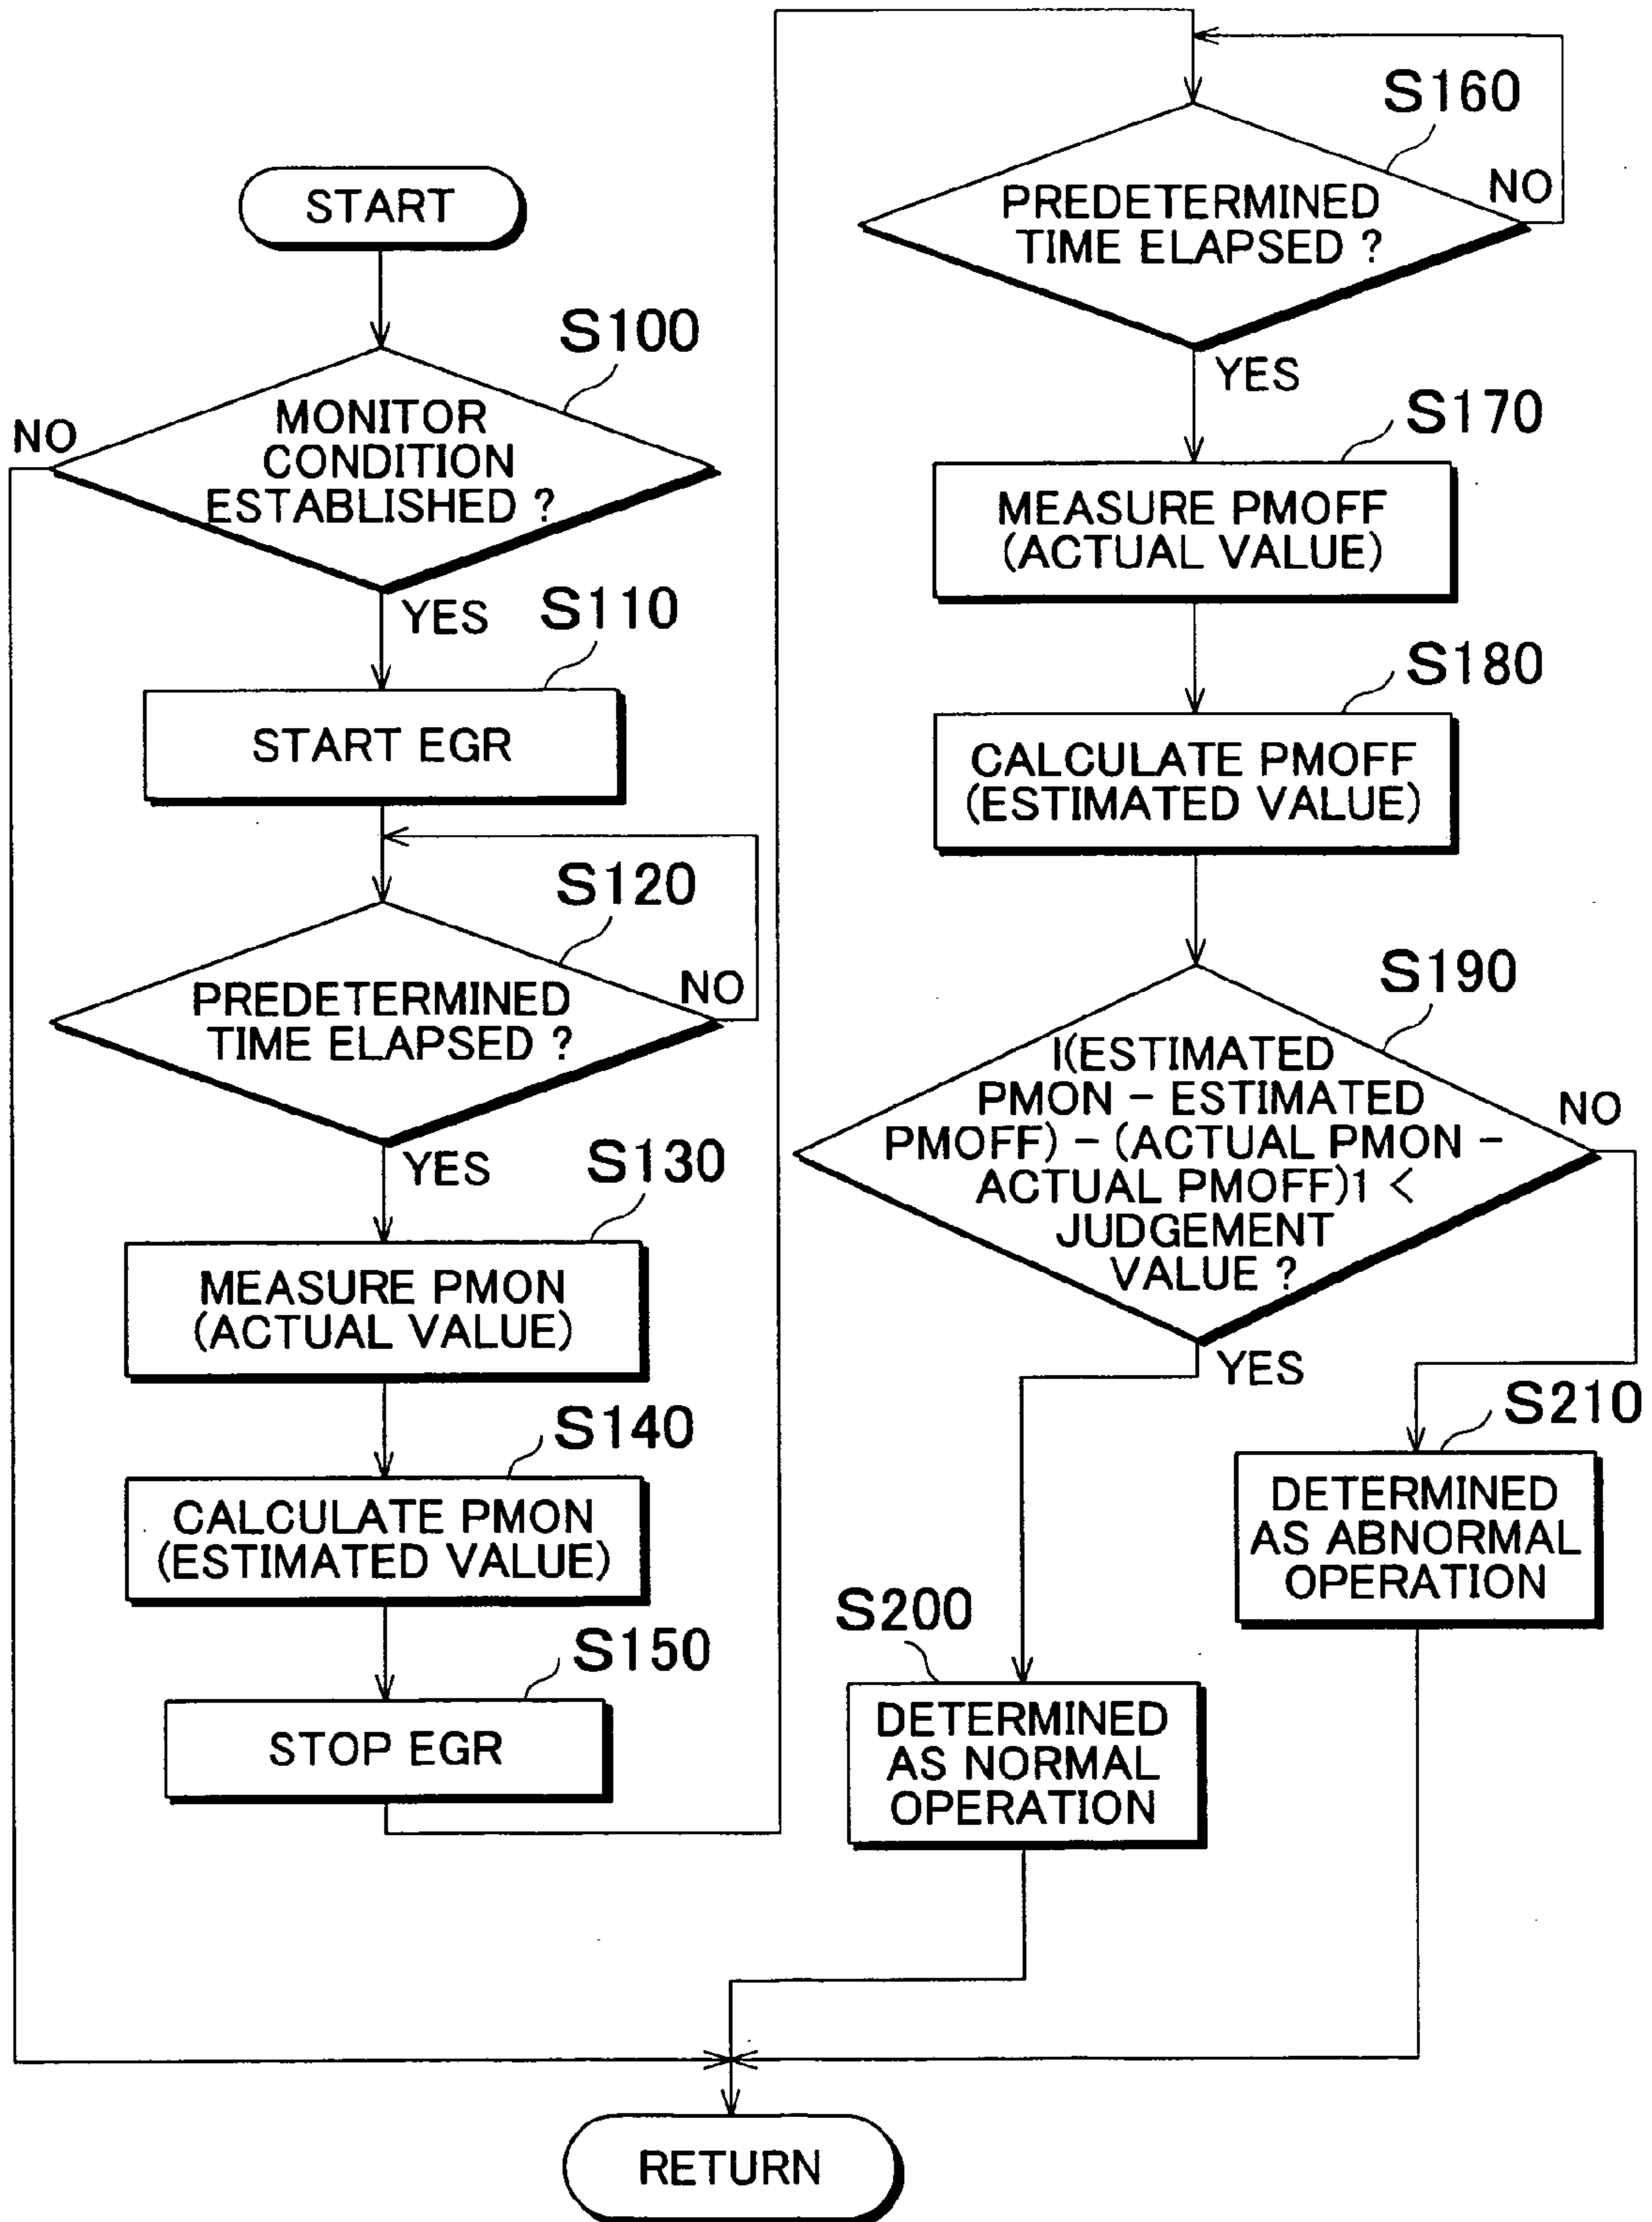 START
S100
MONITOR
CONDITION
ESTABLISHED ?
NO
YES
S110
START EGR
S120
PREDETERMINED
TIME ELAPSED ?
NO
YES
S130
MEASURE PMON
(ACTUAL VALUE)
S140
CALCULATE PMON
(ESTIMATED VALUE)
S150
STOP EGR
S160
PREDETERMINED
TIME ELAPSED ?
NO
YES
S170
MEASURE PMOFF
(ACTUAL VALUE)
S180
CALCULATE PMOFF
(ESTIMATED VALUE)
S190
I(ESTIMATED
PMON - ESTIMATED
PMOFF) - (ACTUAL PMON -
ACTUAL PMOFF)1 <
JUDGEMENT
VALUE ?
NO
YES
S200
DETERMINED
AS NORMAL
OPERATION
S210
DETERMINED
AS ABNORMAL
OPERATION
RETURN